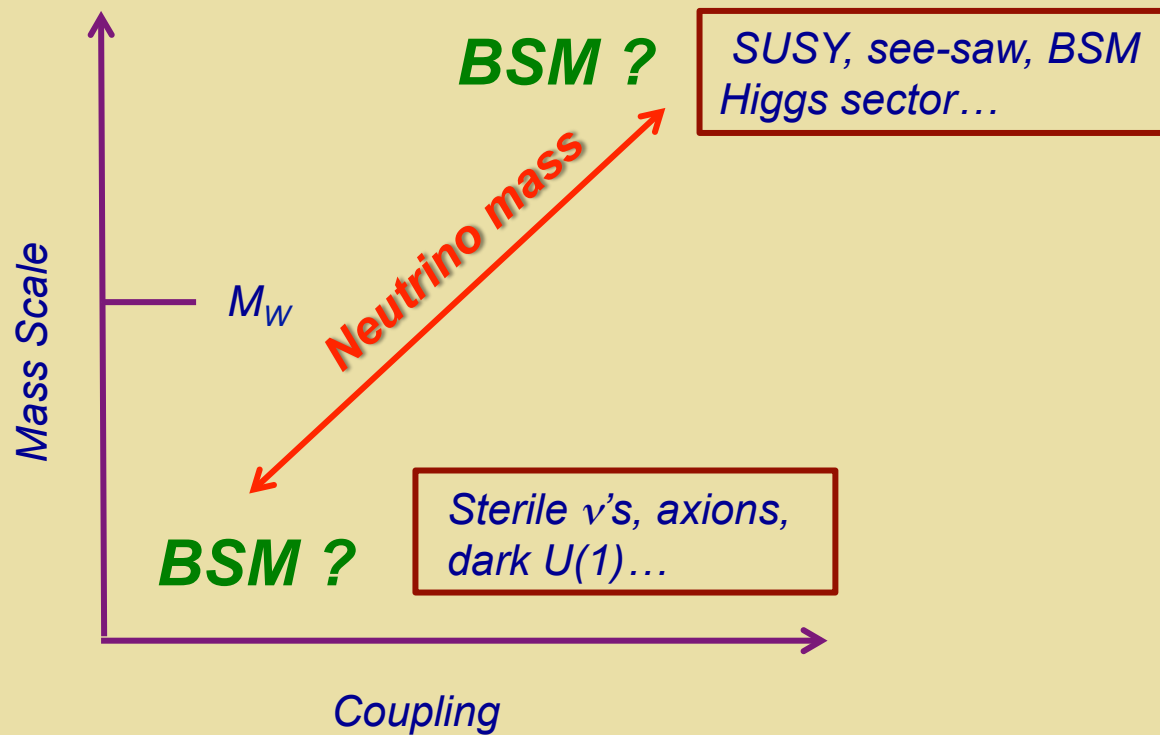 BSM ?
SUSY, see-saw, BSM
Higgs sector…
Neutrino mass
Mass Scale
M_W
Sterile ν's, axions,
dark U(1)…
BSM ?
Coupling